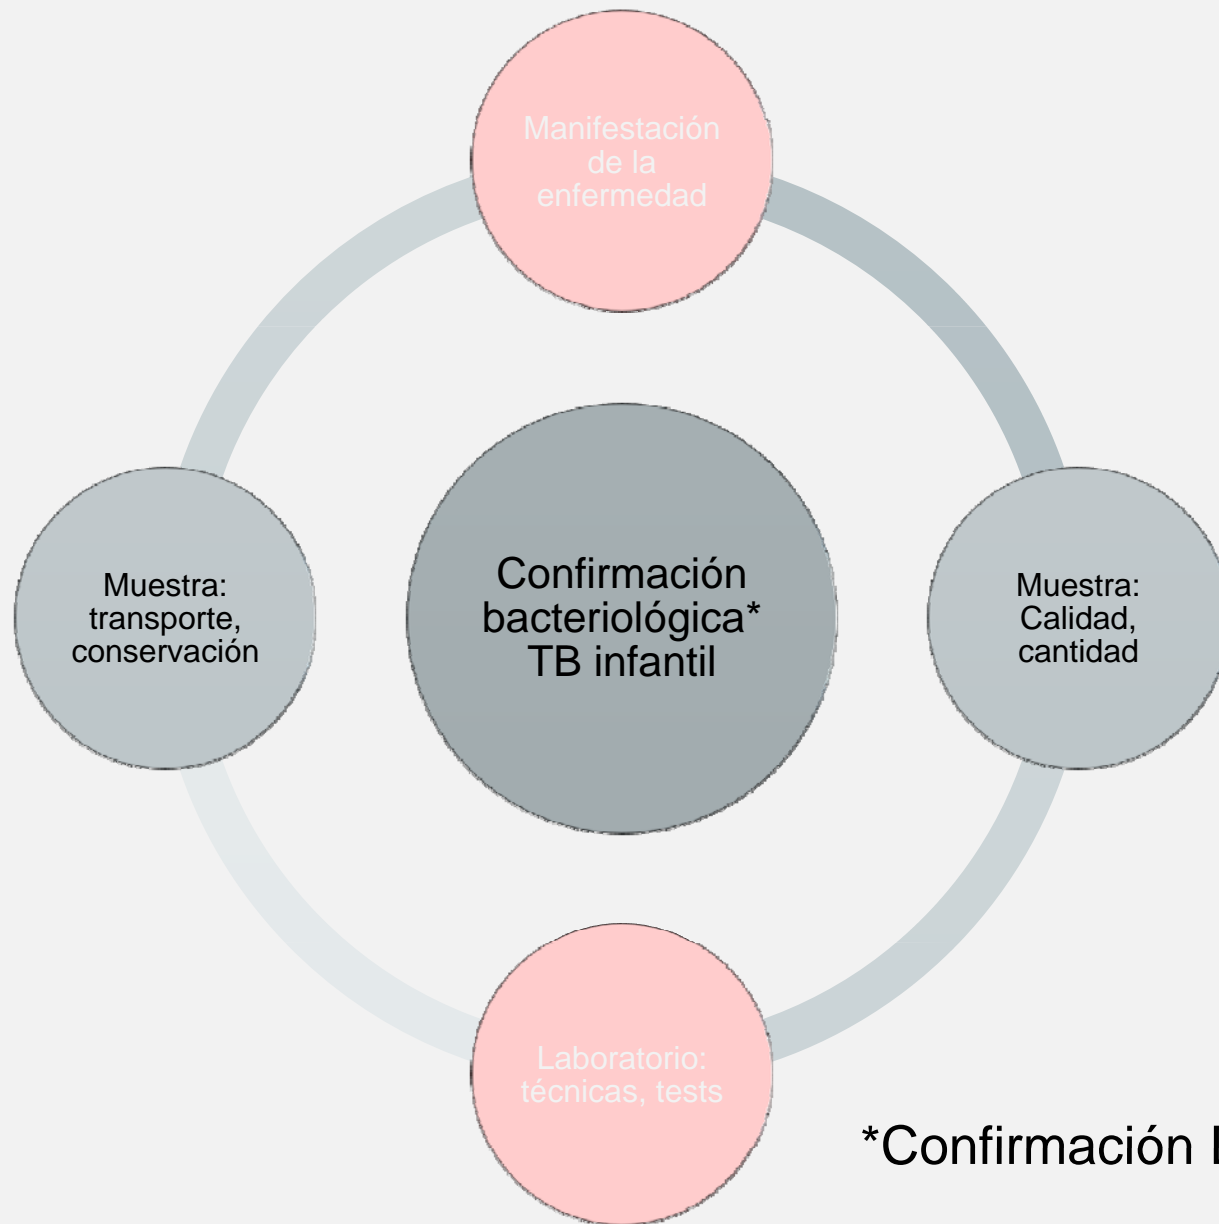 Manifestación
de la
enfermedad
Muestra:
transporte,
conservación
Confirmación
bacteriológica*
TB infantil
Muestra:
Calidad,
cantidad
Laboratorio:
técnicas, tests
*Confirmación